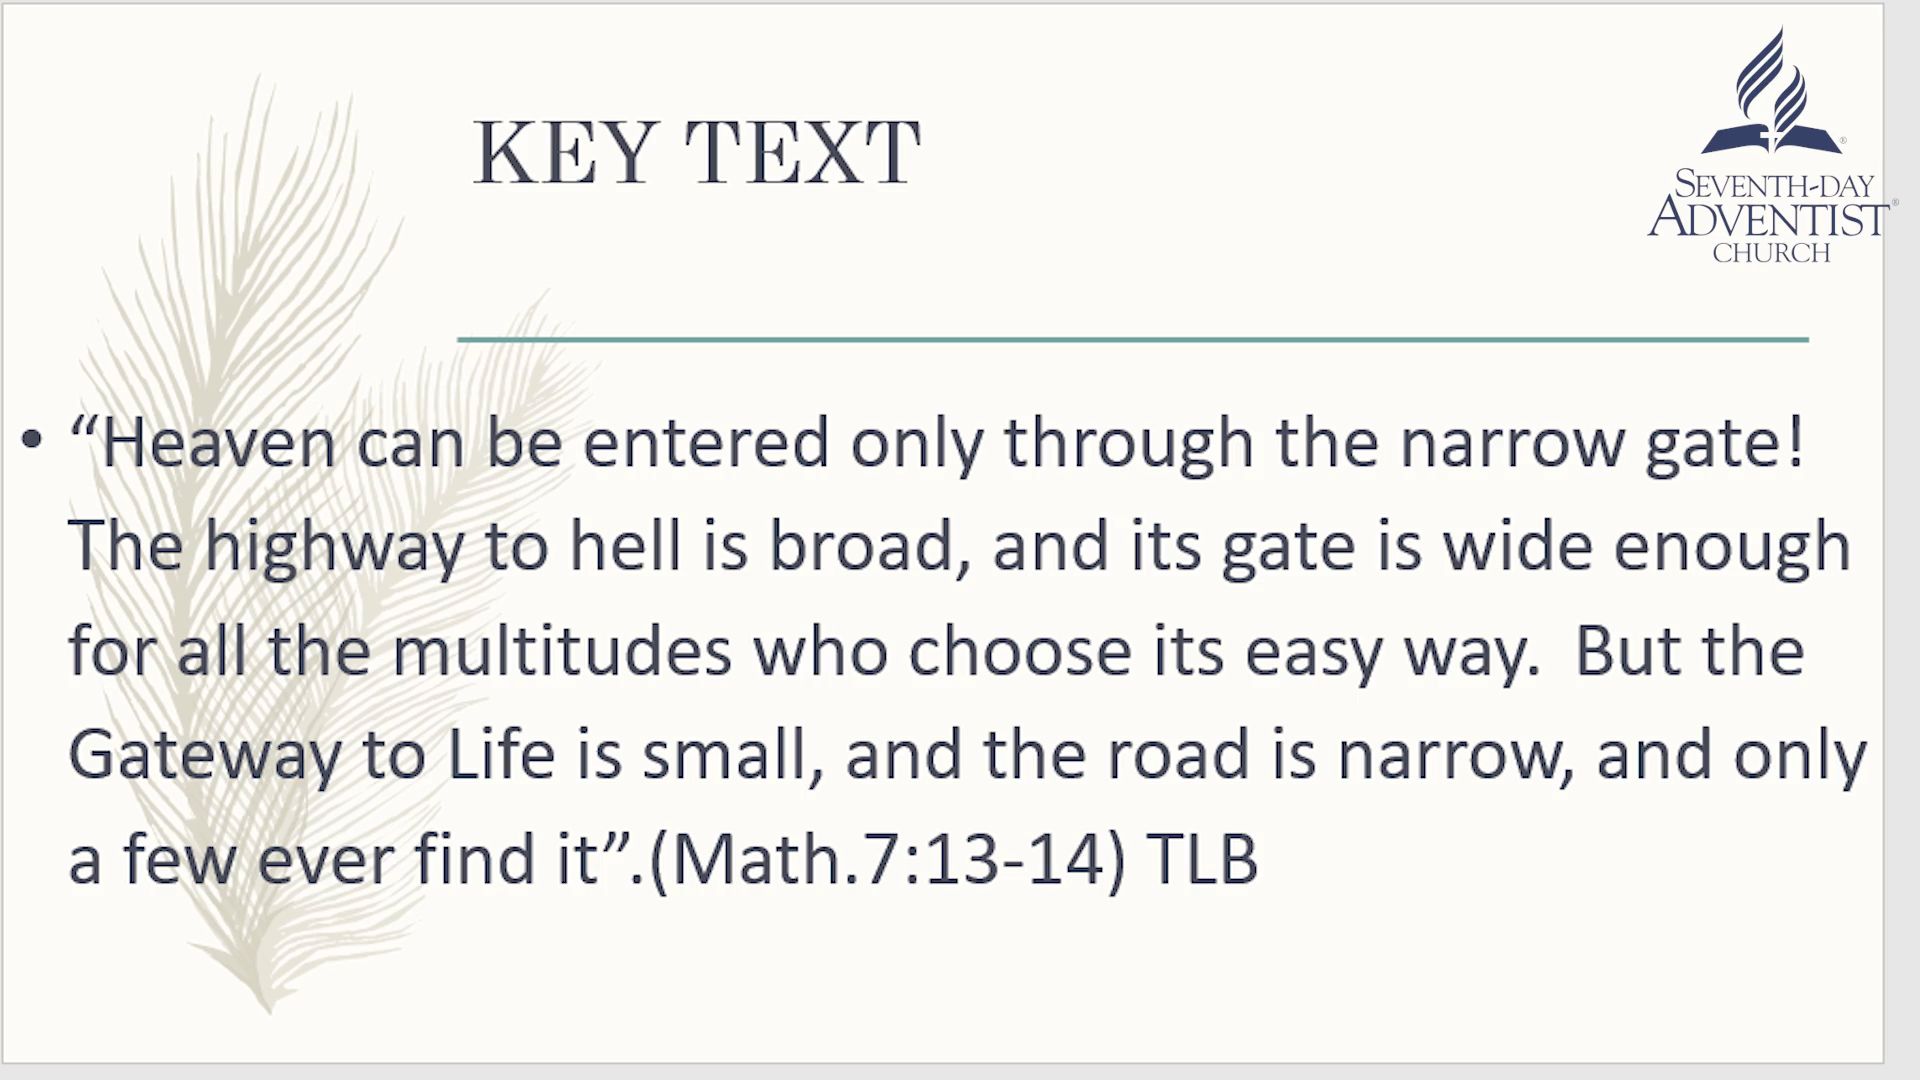 KEY TEXT
SEVENTH-DAY
ADVENTIST®
CHURCH
• “Heaven can be entered only through the narrow gate!
The highway to hell is broad, and its gate is wide enough
for all the multitudes who choose its easy way.  But the
Gateway to Life is small, and the road is narrow, and only
a few ever find it”.(Math.7:13-14) TLB